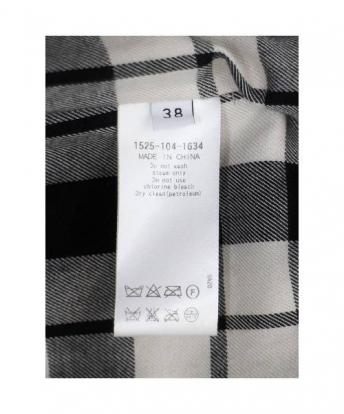 38
1525-104-1634
MADE IN CHINA
Do not wash
only
Do not use
chlorine bleach
Dry clean(petroleum)
F